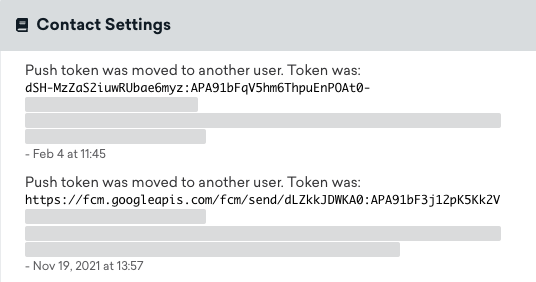 Contact Settings
Push token was moved to another user. Token was:
dSH-MzZaS2iuwRUbae6myz:APA91bFqV5hm6ThpuEnPOAt0-
- Feb 4 at 11:45
Push token was moved to another user. Token was:
https://fcm.googleapis.com/fcm/send/dLZkkJDWKA0:APA91bF3j12pK5Kk2V
- Nov 19, 2021 at 13:57